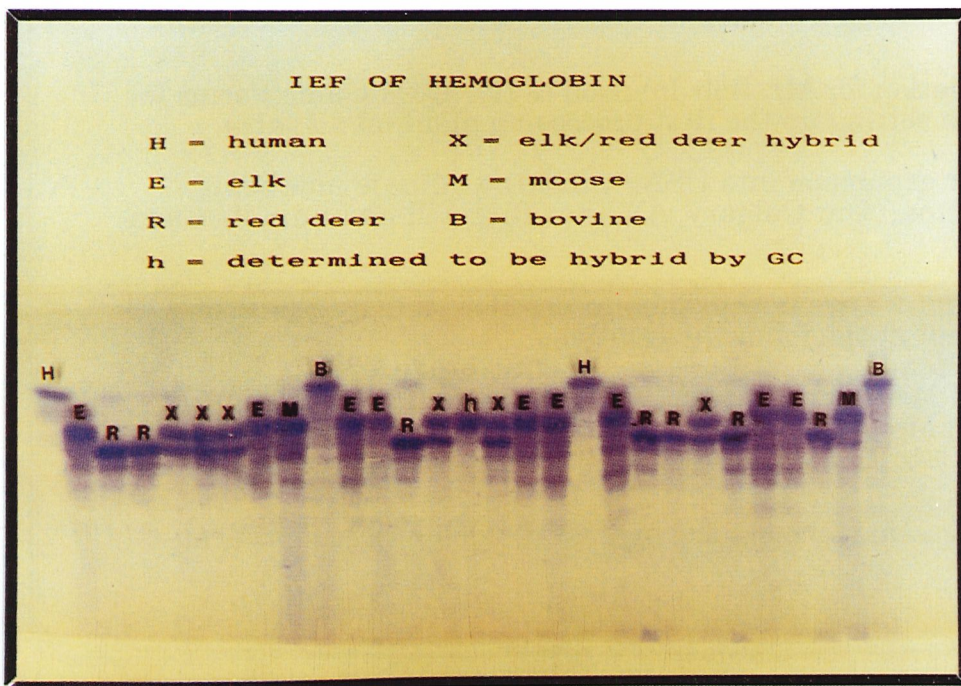 IEF OF HEMOGLOBIN
H = human X = elk/red deer hybrid
E = elk M = moose
R = red deer B = bovine
h = determined to be hybrid by GC
H E R R X X X E M B E E R X h X E E H E R R X R E E R M B